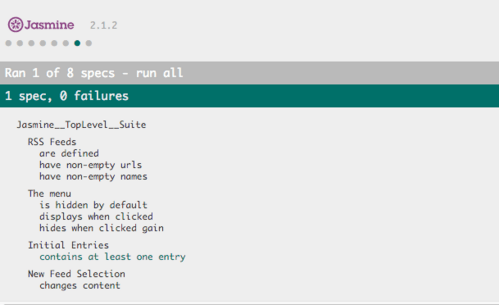 Jasmine 2.1.2
Ran 1 of 8 specs - run all
1 spec, 0 failures
Jasmine__TopLevel__Suite
RSS Feeds
are defined
have non-empty urls
have non-empty names
The menu
is hidden by default
displays when clicked
hides when clicked gain
Initial Entries
contains at least one entry
New Feed Selection
changes content